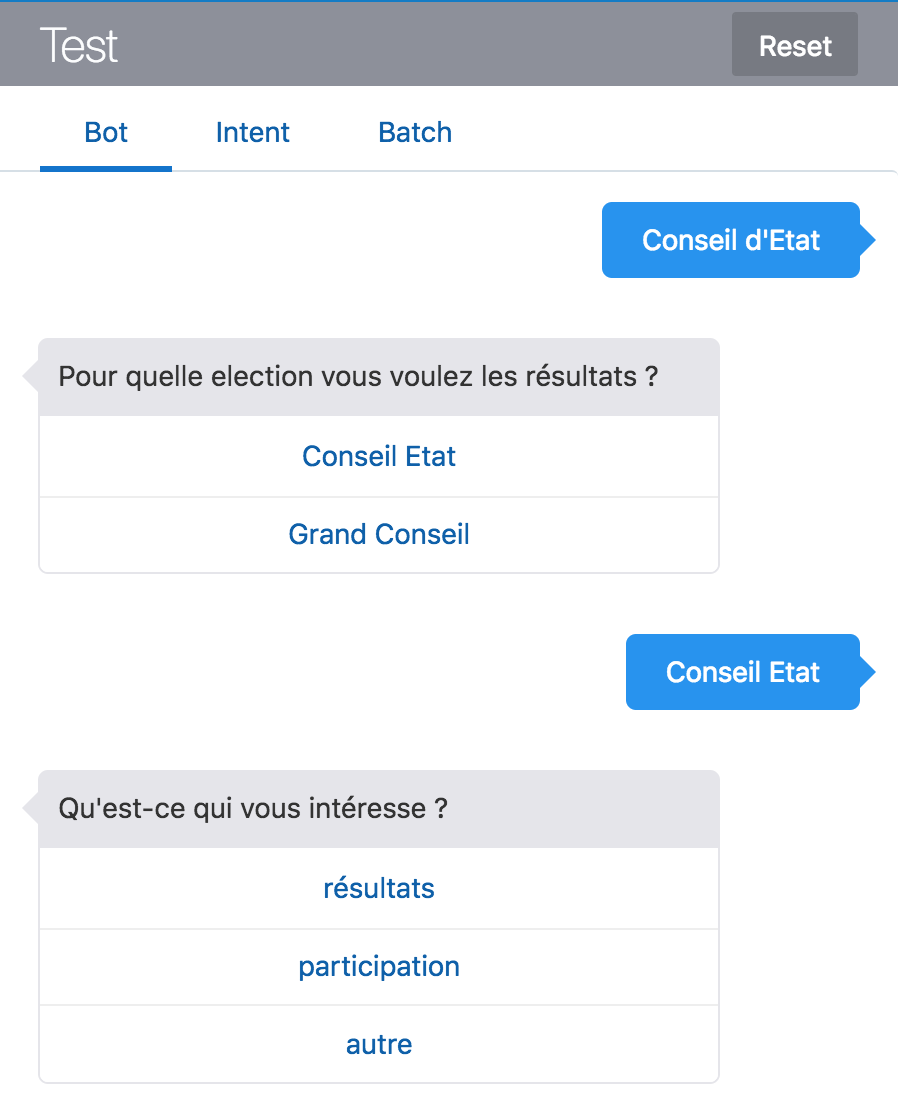 Test
Reset
Bot
Intent
Batch
Conseil d'Etat
Pour quelle election vous voulez les résultats ?
Conseil Etat
Grand Conseil
Conseil Etat
Qu'est-ce qui vous intéresse ?
résultats
participation
autre